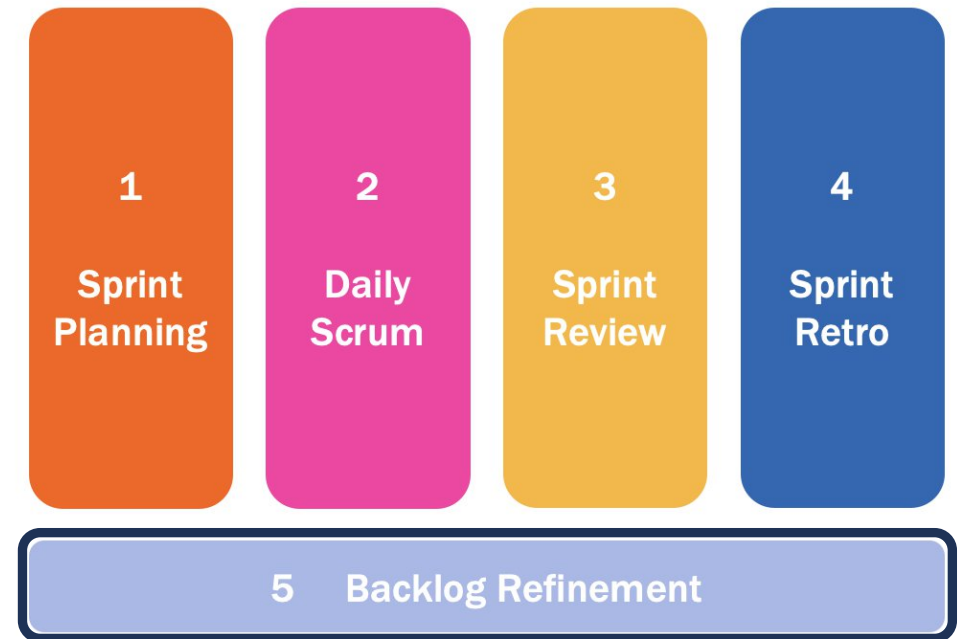 1
Sprint
Planning
2
Daily
Scrum
3
Sprint
Review
4
Sprint
Retro
5 Backlog Refinement